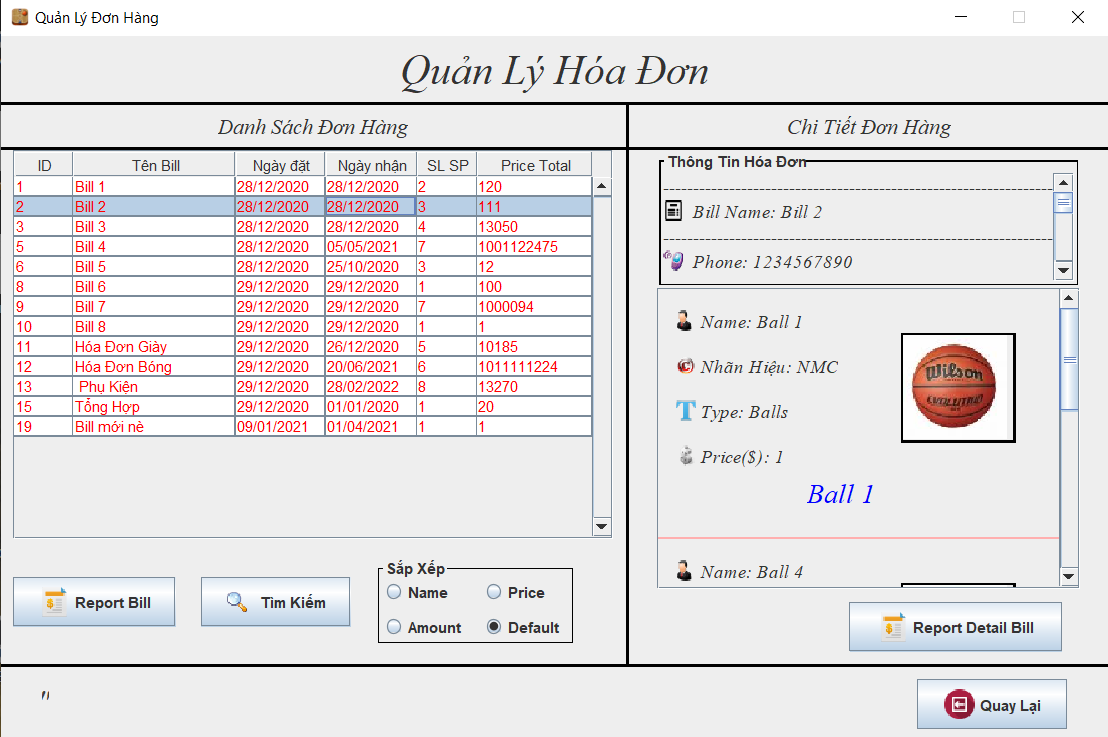 Quản Lý Đơn Hàng
Quản Lý Hóa Đơn
Danh Sách Đơn Hàng
ID Tên Bill Ngày đặt Ngày nhận SL SP Price Total
1 Bill 1 28/12/2020 28/12/2020 2 120
2 Bill 2 28/12/2020 28/12/2020 3 111
3 Bill 3 28/12/2020 28/12/2020 4 13050
5 Bill 4 28/12/2020 05/05/2021 7 1001122475
6 Bill 5 28/12/2020 25/10/2020 3 12
8 Bill 6 29/12/2020 29/12/2020 1 100
9 Bill 7 29/12/2020 29/12/2020 7 1000094
10 Bill 8 29/12/2020 29/12/2020 1 1
11 Hóa Đơn Giày 29/12/2020 26/12/2020 5 10185
12 Hóa Đơn Bóng 29/12/2020 20/06/2021 6 1011111224
13 Phụ Kiện 29/12/2020 28/02/2022 8 13270
15 Tổng Hợp 29/12/2020 01/01/2020 1 20
19 Bill mới nè 09/01/2021 01/04/2021 1 1
Report Bill
Tìm Kiếm
Sắp Xếp
Name Price
Amount Default
Chi Tiết Đơn Hàng
Thông Tin Hóa Đơn
Bill Name: Bill 2
Phone: 1234567890
Name: Ball 1
Nhãn Hiệu: NMC
Type: Balls
Price($): 1
Wilson
EVOLUTION
Ball 1
Name: Ball 4
Report Detail Bill
"
Quay Lại